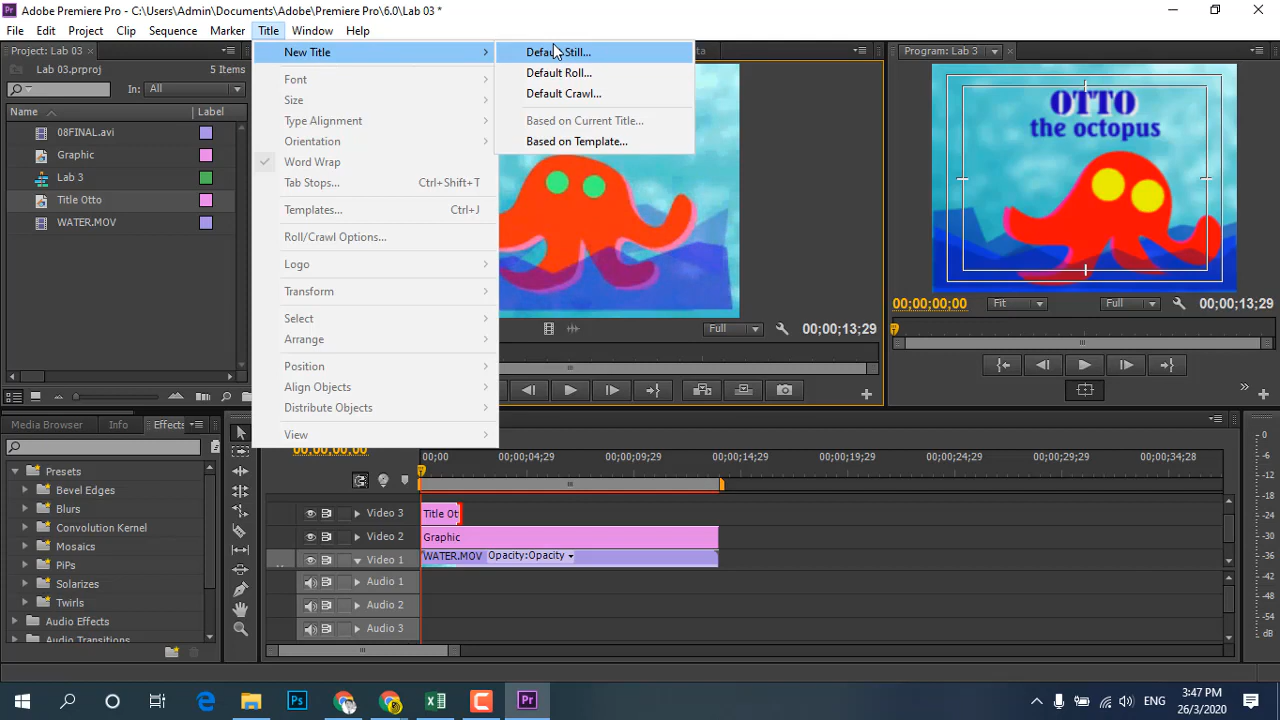 C:\Users\Admin\Documents\Adobe\Premiere Pro\6.0\Lab 03 *
File Edit Project Clip Sequence Marker Title Window Help
Project: Lab 03
Lab 03.prproj 5 Items
In: All
Name Label
08FINAL.avi
Graphic
Lab 3
Title Otto
WATER.MOV
New Title
Font
Size
Type Alignment
Orientation
Word Wrap
Tab Stops... Ctrl+Shift+T
Templates... Ctrl+J
Roll/Crawl Options...
Logo
Transform
Select
Arrange
Position
Align Objects
Distribute Objects
View
Default Still...
Default Roll...
Default Crawl...
Based on Current Title...
Based on Template...
Full 00;00;13;29
Program: Lab 3
OTTO
the octopus
00;00;00;00 Fit Full 00;00;13;29
Media Browser Info Effects
Presets
Bevel Edges
Blurs
Convolution Kernel
Mosaics
PiPs
Solarizes
Twirls
Audio Effects
Audio Transitions
00;00;00;00
00;00 00;00;04;29 00;00;09;29 00;00;14;29 00;00;19;29 00;00;24;29 00;00;29;29 00;00;34;28
Video 3 Title Ot
Video 2 Graphic
Video 1 WATER.MOV Opacity:Opacity
Audio 1
Audio 2
Audio 3
0
-6
-12
-18
-24
-30
-36
-42
-48
-54
dB
Ps Pr
ENG
3:47 PM
26/3/2020